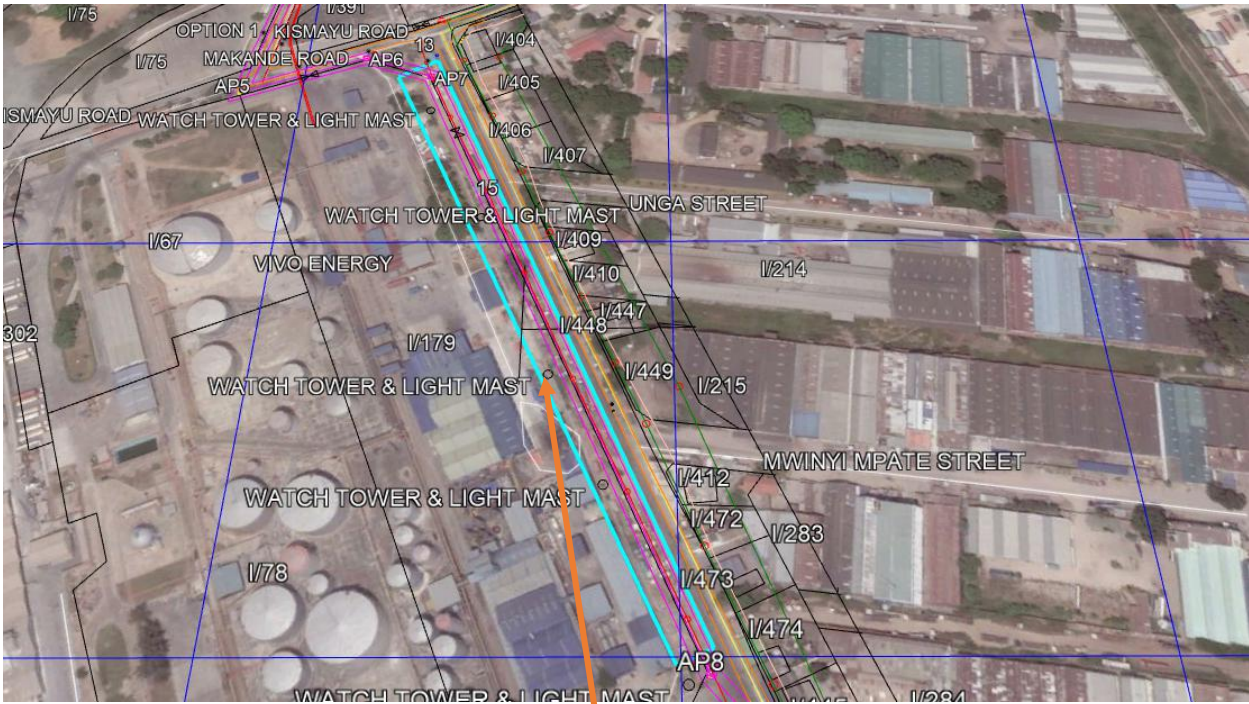 I/75
I/391
OPTION 1
KISMAYU ROAD
13
I/404
I/75
MAKANDE ROAD
AP6
AP5
AP7
I/405
ISMAYU ROAD
WATCH TOWER & LIGHT MAST
I/406
I/407
15
WATCH TOWER & LIGHT MAST
UNGA STREET
I/67
I/409
VIVO ENERGY
I/410
I/214
I/447
302
I/448
I/179
I/449
WATCH TOWER & LIGHT MAST
I/215
MWINYI MPATE STREET
I/412
WATCH TOWER & LIGHT MAST
I/472
I/283
I/78
I/473
I/474
AP8
WATCH TOWER & LIGHT MAST
I/284